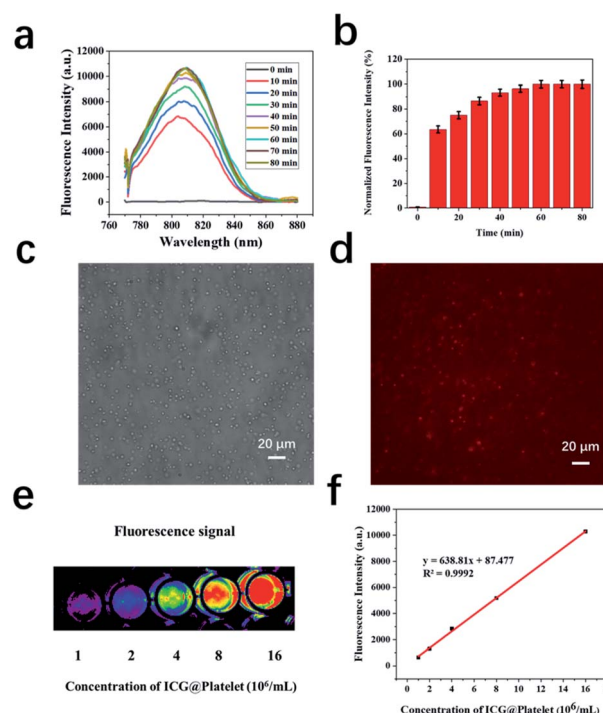 a
Fluorescence Intensity (a.u.)
12000
10000
8000
6000
4000
2000
0
0 min
10 min
20 min
30 min
40 min
50 min
60 min
70 min
80 min
760 780 800 820 840 860 880
Wavelength (nm)
b
Normalized Fluorescence Intensity (%)
120
100
80
60
40
20
0
0 20 40 60 80
Time (min)
c
20 μm
d
20 μm
e
Fluorescence signal
1 2 4 8 16
Concentration of ICG@Platelet (10⁶/mL)
f
Fluorescence Intensity (a.u.)
12000
10000
8000
6000
4000
2000
0
y = 638.81x + 87.477
R² = 0.9992
0 2 4 6 8 10 12 14 16
Concentration of ICG@Platelet (10⁶/mL)